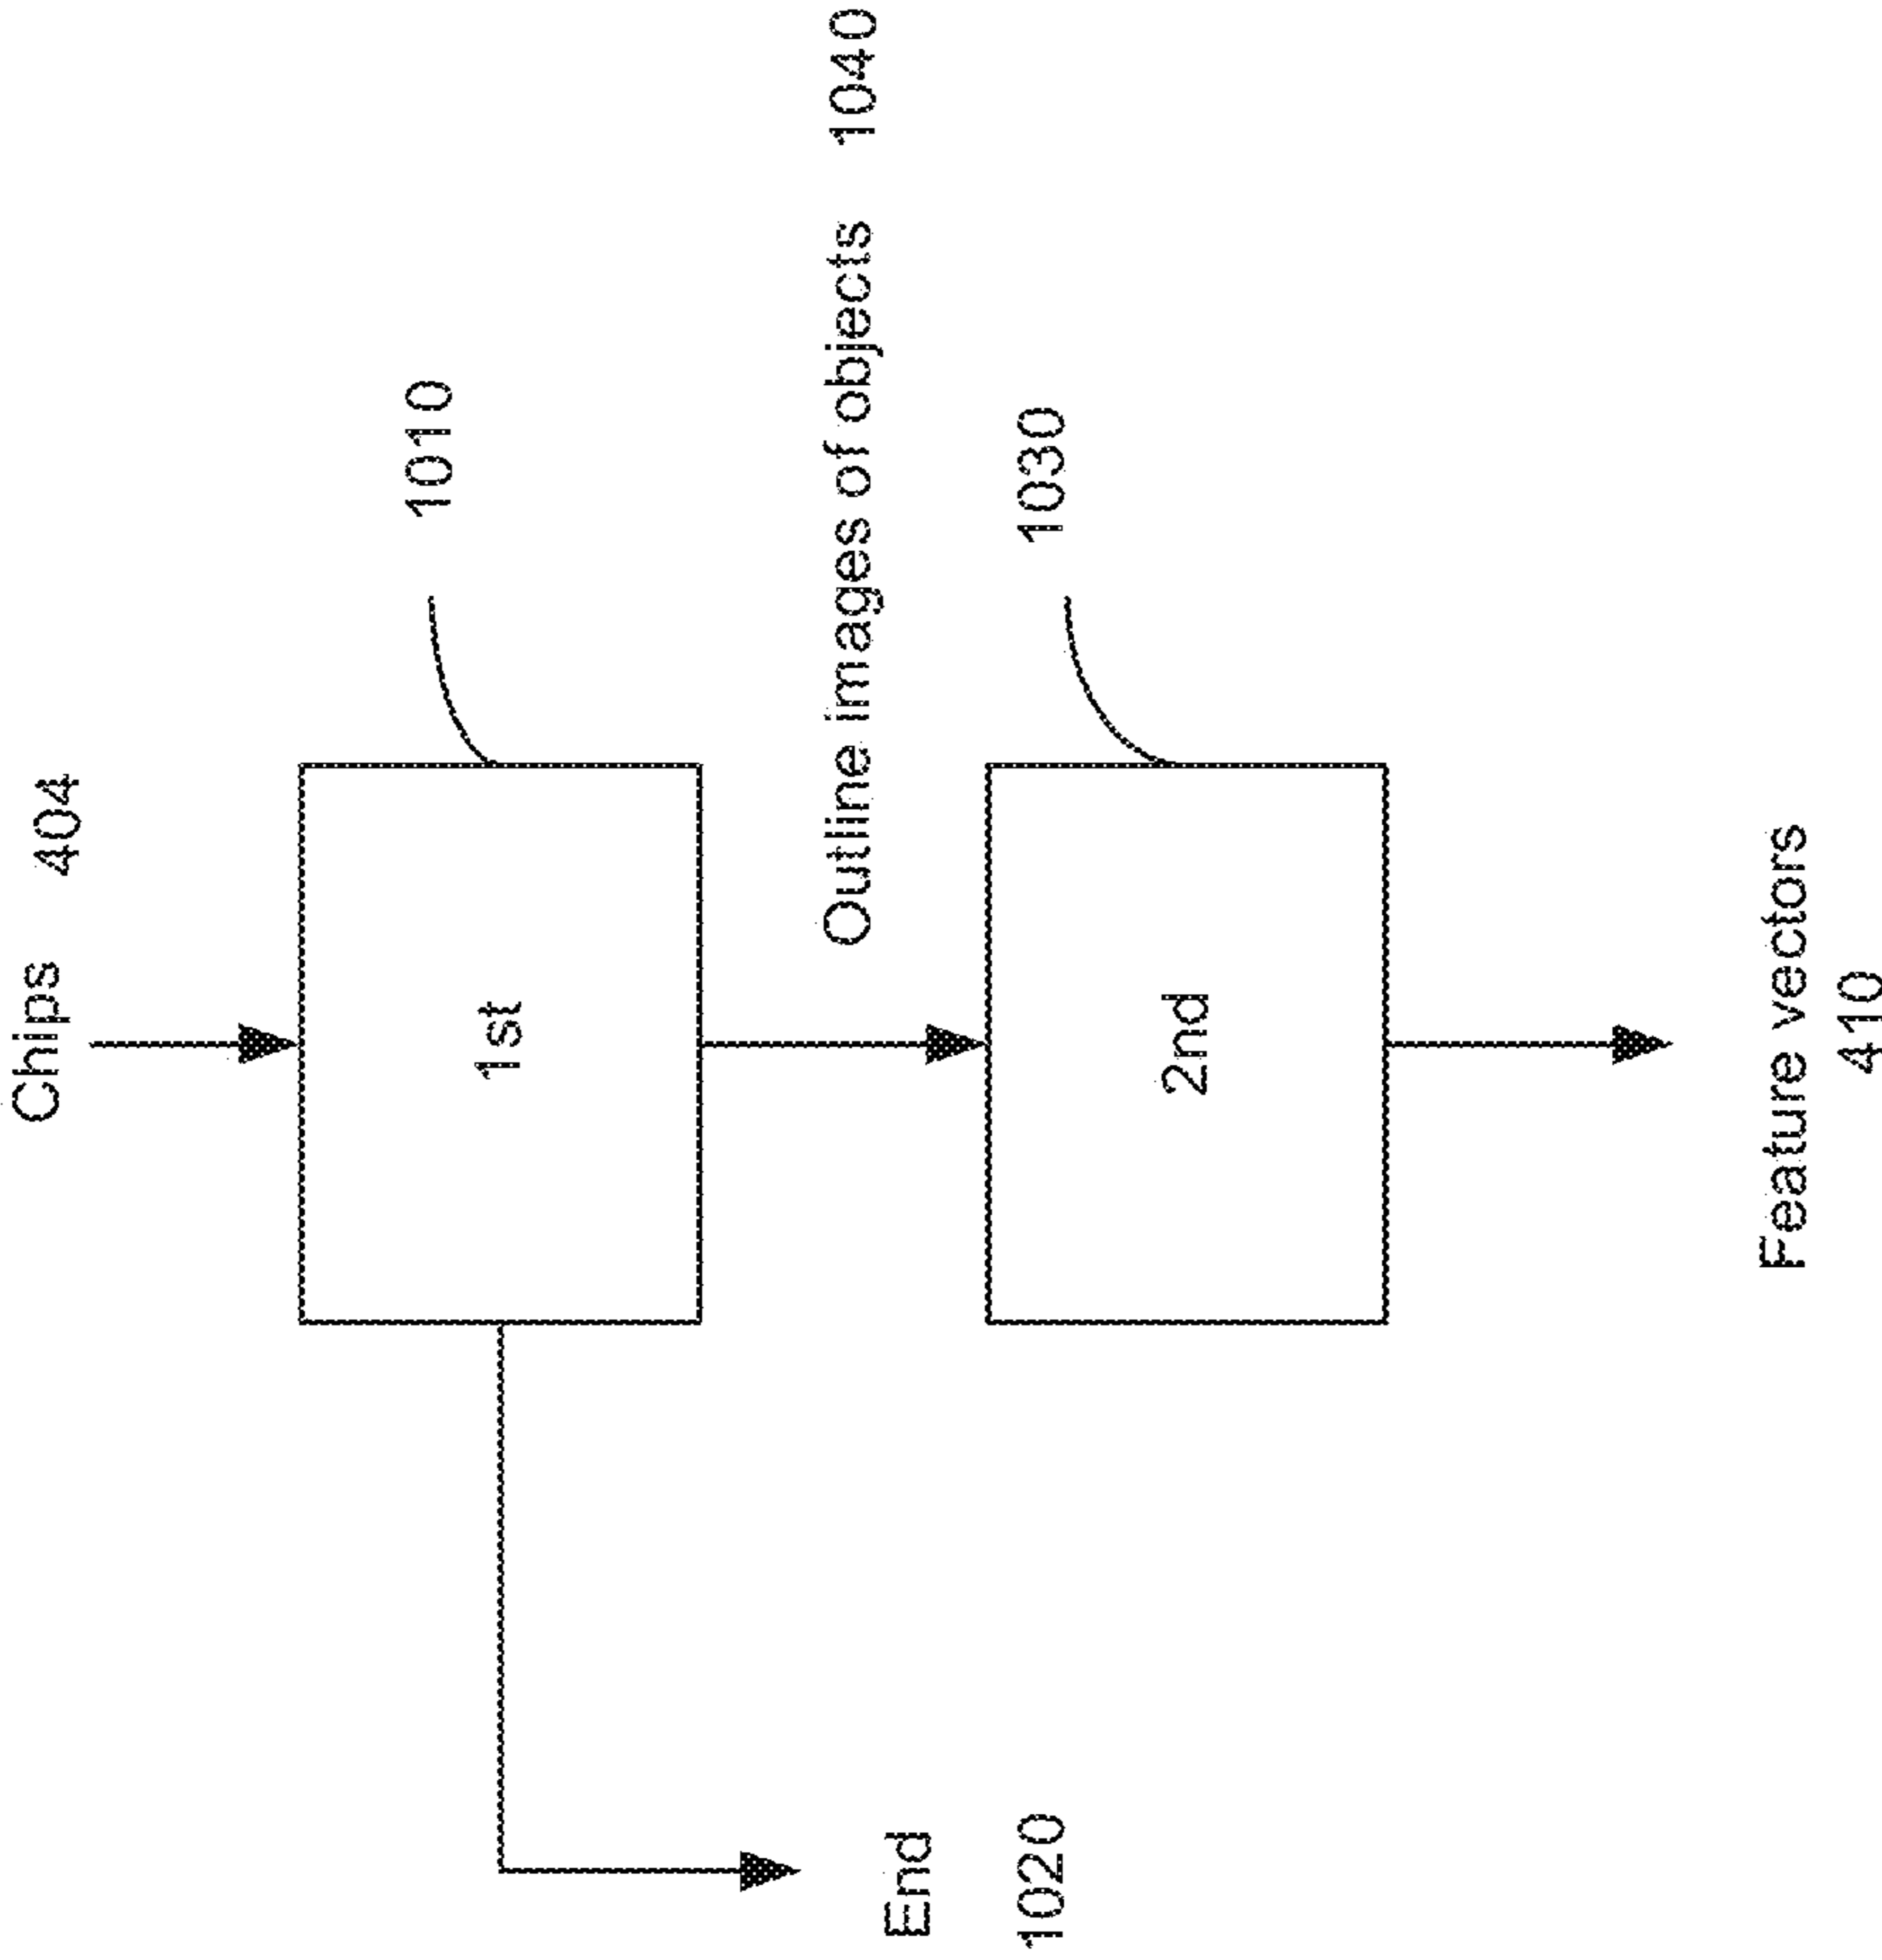 Chips 404
1st
1010
Outline images of objects 1040
2nd
1030
End
1020
Feature vectors
410